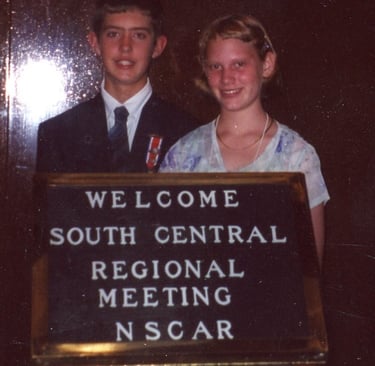 WELCOME
SOUTH CENTRAL
REGIONAL
MEETING
NSCAR